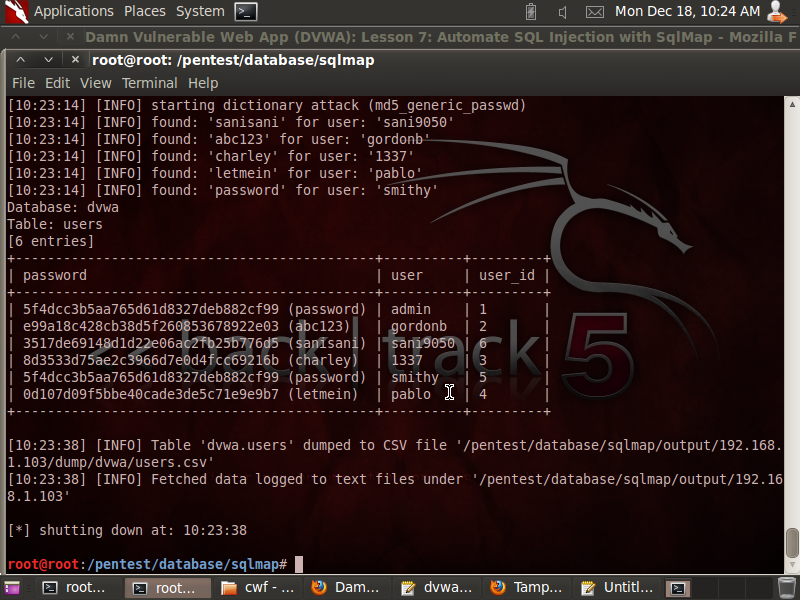 Applications Places System Mon Dec 18, 10:24 AM
Damn Vulnerable Web App (DVWA): Lesson 7: Automate SQL Injection with SqlMap - Mozilla F
root@root: /pentest/database/sqlmap
File Edit View Terminal Help
[10:23:14] [INFO] starting dictionary attack (md5_generic_passwd)
[10:23:14] [INFO] found: 'sanisani' for user: 'sani9050'
[10:23:14] [INFO] found: 'abc123' for user: 'gordonb'
[10:23:14] [INFO] found: 'charley' for user: '1337'
[10:23:14] [INFO] found: 'letmein' for user: 'pablo'
[10:23:14] [INFO] found: 'password' for user: 'smithy'
Database: dvwa
Table: users
[6 entries]
+--------------------------------------------+----------+---------+
| password | user | user_id |
+--------------------------------------------+----------+---------+
| 5f4dcc3b5aa765d61d8327deb882cf99 (password) | admin | 1 |
| e99a18c428cb38d5f260853678922e03 (abc123) | gordonb | 2 |
| 3517de69148d1d22e06ac2fb25b776d5 (sanisani) | sani9050 | 6 |
| 8d3533d75ae2c3966d7e0d4fcc69216b (charley) | 1337 | 3 |
| 5f4dcc3b5aa765d61d8327deb882cf99 (password) | smithy | 5 |
| 0d107d09f5bbe40cade3de5c71e9e9b7 (letmein) | pablo | 4 |
+--------------------------------------------+----------+---------+
<< back | track 5
[10:23:38] [INFO] Table 'dvwa.users' dumped to CSV file '/pentest/database/sqlmap/output/192.168.
1.103/dump/dvwa/users.csv'
[10:23:38] [INFO] Fetched data logged to text files under '/pentest/database/sqlmap/output/192.16
8.1.103'
[*] shutting down at: 10:23:38
root@root:/pentest/database/sqlmap#
root... root... cwf - ... Dam... dvwa... Tamp... Untitl...